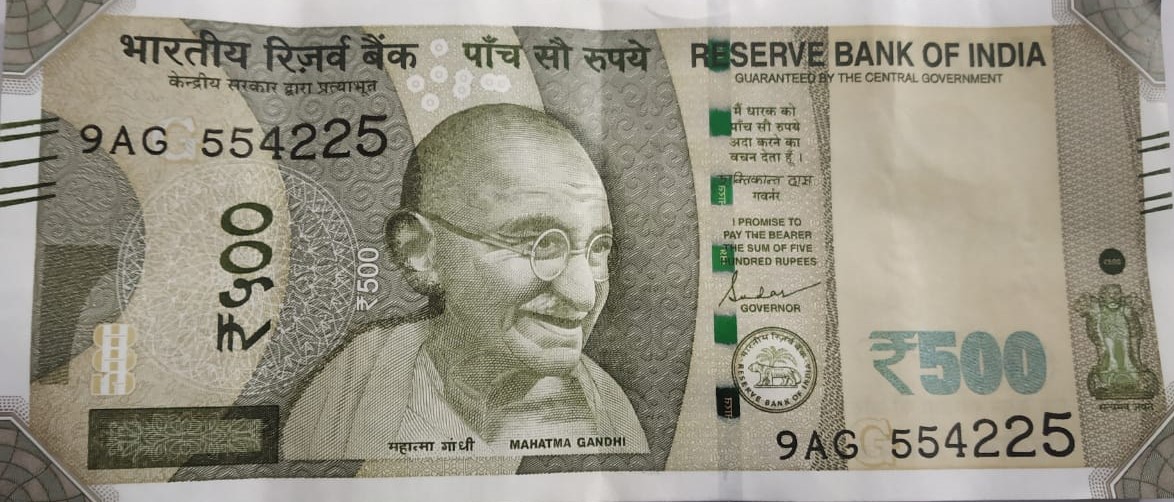 भारतीय रिज़र्व बैंक
केन्द्रीय सरकार द्वारा प्रत्याभूत
पाँच सौ रुपये
RESERVE BANK OF INDIA
GUARANTEED BY THE CENTRAL GOVERNMENT
9AG 554225
₹५००
₹500
मैं धारक को
पाँच सौ रुपये
अदा करने का
वचन देता हूँ ।
गवर्नर
I PROMISE TO
PAY THE BEARER
THE SUM OF FIVE
HUNDRED RUPEES
GOVERNOR
भारतीय रिज़र्व बैंक
RESERVE BANK OF INDIA
₹500
सत्यमेव जयते
महात्मा गांधी
MAHATMA GANDHI
9AG 554225